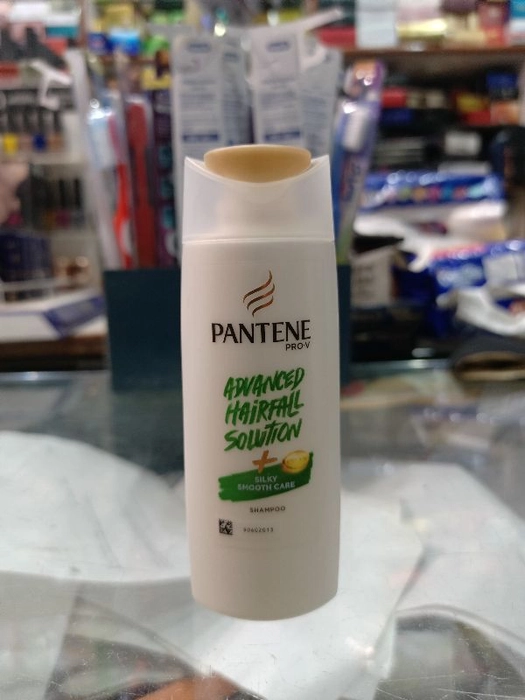 PANTENE
PRO-V
ADVANCED
HAIRFALL
SOLUTION
+
SILKY
SMOOTH CARE
SHAMPOO